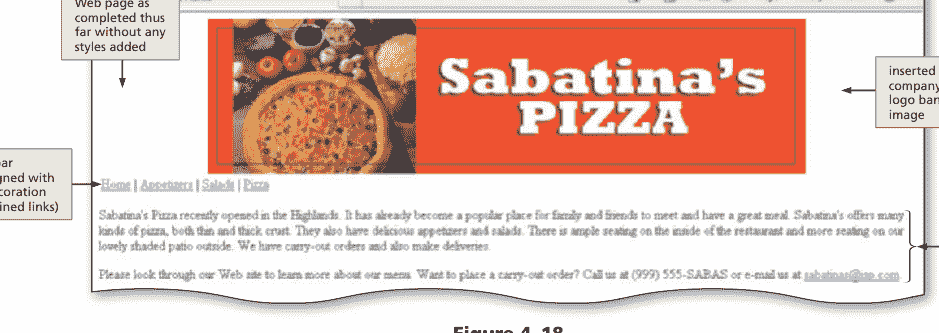 Web page as
completed thus
far without any
styles added
Sabatina's
PIZZA
inserted
company
logo ban
image
ar
gned with
coration
ined links)
Home | Appetizers | Salads | Pizza
Sabatina's Pizza recently opened in the Highlands. It has already become a popular place for family and friends to meet and have a great meal. Sabatina's offers many
kinds of pizza, both thin and thick crust. They also have delicious appetizers and salads. There is ample seating on the inside of the restaurant and more seating on our
lovely shaded patio outside. We have carry-out orders and also make deliveries.
Please look through our Web site to learn more about our menu. Want to place a carry-out order? Call us at (999) 555-SABAS or e-mail us at sabatinas@isp.com.
Figure 4-18